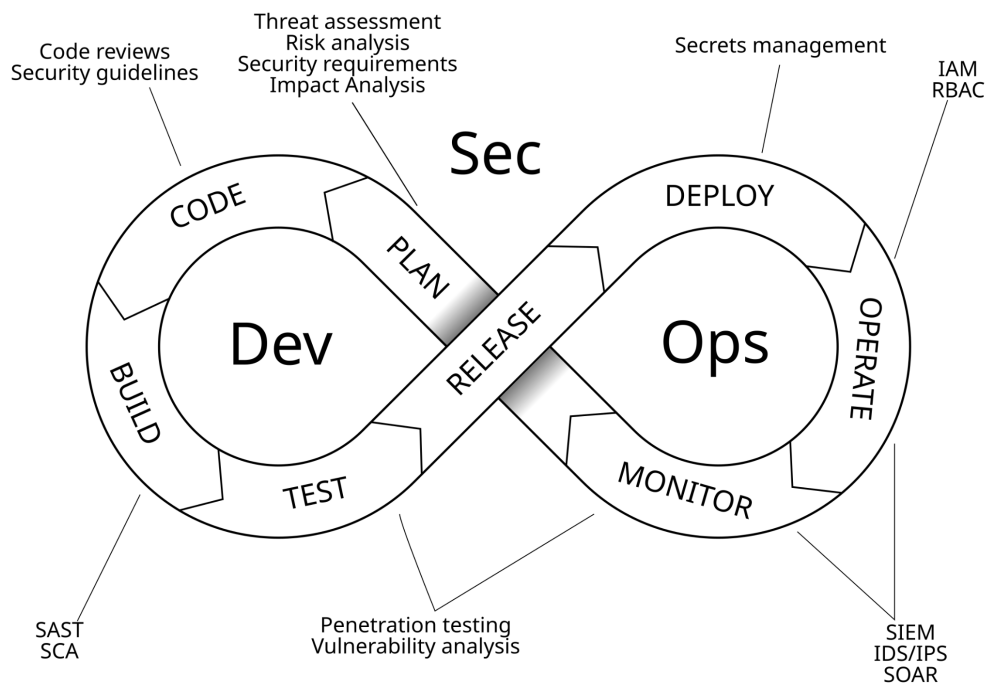 Threat assessment
Risk analysis
Security requirements
Impact Analysis
Code reviews
Security guidelines
Secrets management
IAM
RBAC
Sec
CODE
PLAN
DEPLOY
Dev
RELEASE
Ops
OPERATE
BUILD
TEST
MONITOR
SAST
SCA
Penetration testing
Vulnerability analysis
SIEM
IDS/IPS
SOAR